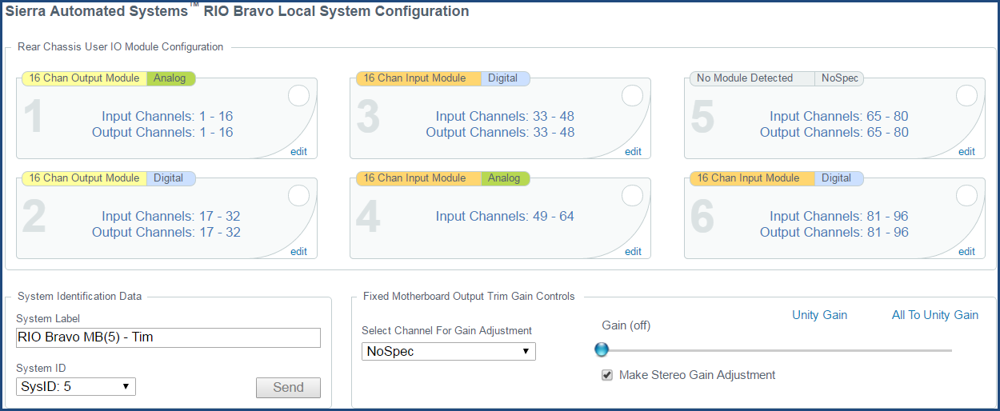 Sierra Automated Systems™ RIO Bravo Local System Configuration
Rear Chassis User IO Module Configuration
16 Chan Output Module Analog
1
Input Channels: 1 - 16
Output Channels: 1 - 16
edit
16 Chan Input Module Digital
3
Input Channels: 33 - 48
Output Channels: 33 - 48
edit
No Module Detected NoSpec
5
Input Channels: 65 - 80
Output Channels: 65 - 80
edit
16 Chan Output Module Digital
2
Input Channels: 17 - 32
Output Channels: 17 - 32
edit
16 Chan Input Module Analog
4
Input Channels: 49 - 64
edit
16 Chan Input Module Digital
6
Input Channels: 81 - 96
Output Channels: 81 - 96
edit
System Identification Data
System Label
RIO Bravo MB(5) - Tim
System ID
SysID: 5
Send
Fixed Motherboard Output Trim Gain Controls
Select Channel For Gain Adjustment
NoSpec
Gain (off)
Unity Gain
All To Unity Gain
Make Stereo Gain Adjustment